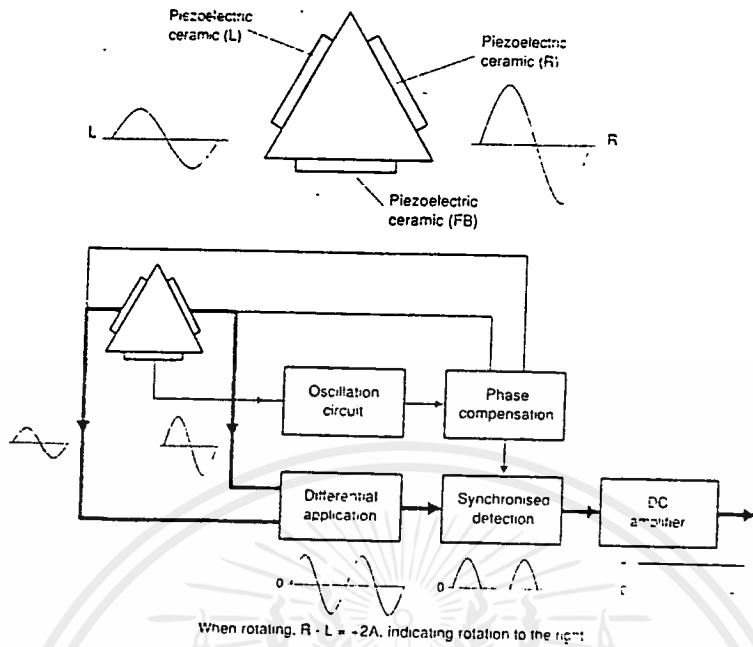 Piezoelectric
ceramic (L)
Piezoelectric
ceramic (R)
L
R
Piezoelectric
ceramic (FB)
Oscillation
circuit
Phase
compensation
Differential
application
Synchronised
detection
DC
amplifier
0
0
When rotating, R - L = -2A, indicating rotation to the right